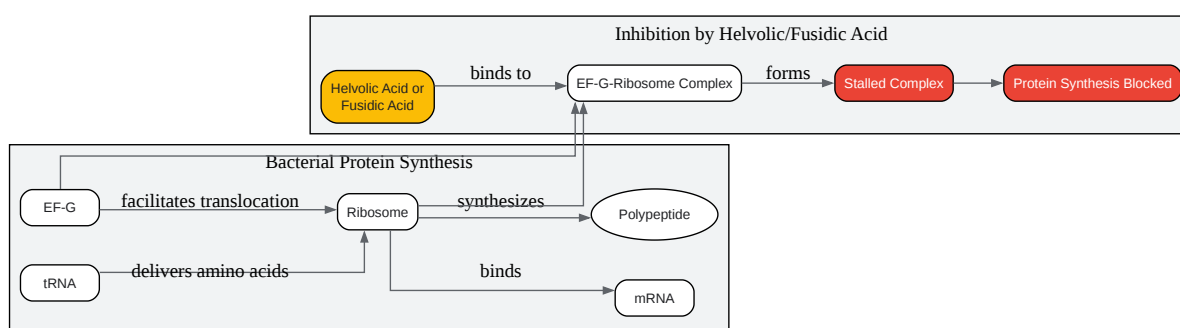 Inhibition by Helvolic/Fusidic Acid
Helvolic Acid or
Fusidic Acid
binds to
EF-G-Ribosome Complex
forms
Stalled Complex
Protein Synthesis Blocked
Bacterial Protein Synthesis
EF-G
facilitates translocation
Ribosome
synthesizes
Polypeptide
tRNA
delivers amino acids
binds
mRNA